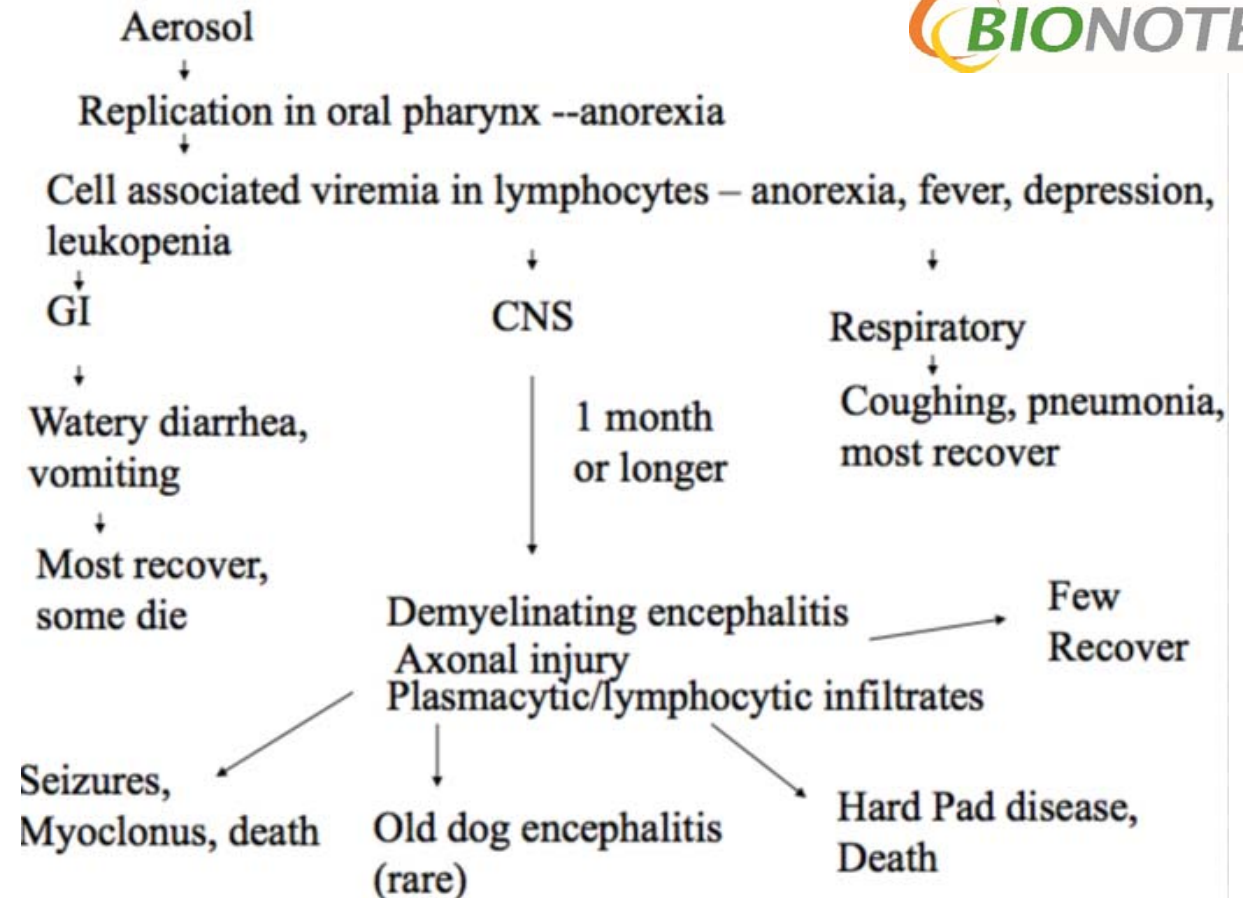 BIONOTE
Aerosol
Replication in oral pharynx --anorexia
Cell associated viremia in lymphocytes – anorexia, fever, depression,
leukopenia
GI
CNS
Respiratory
Watery diarrhea,
vomiting
1 month
or longer
Coughing, pneumonia,
most recover
Most recover,
some die
Demyelinating encephalitis
Axonal injury
Plasmacytic/lymphocytic infiltrates
Few
Recover
Seizures,
Myoclonus, death
Old dog encephalitis
(rare)
Hard Pad disease,
Death